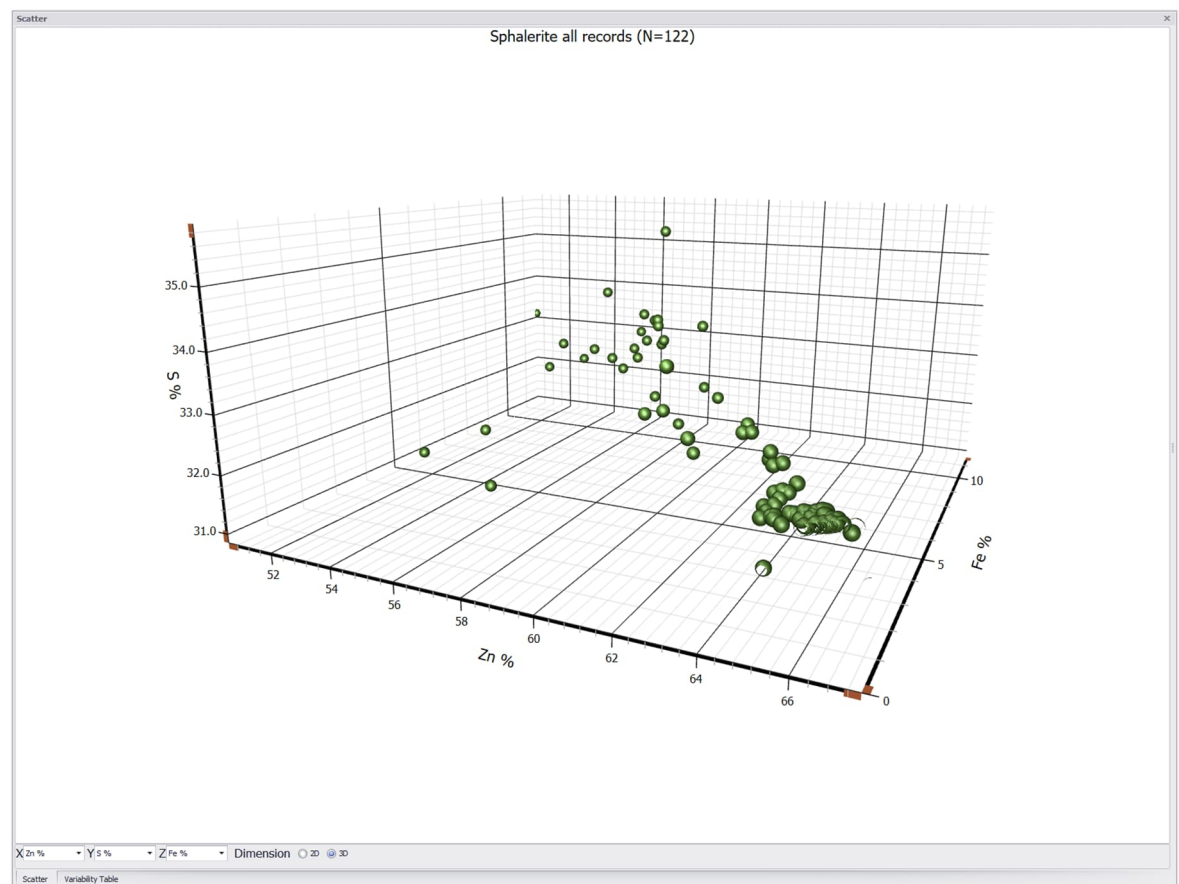 Scatter
Sphalerite all records (N=122)
35.0
34.0
33.0
32.0
31.0
S %
52
54
56
58
60
62
64
66
Zn %
0
5
10
Fe %
X Zn % Y S % Z Fe % Dimension 2D 3D
Scatter Variability Table